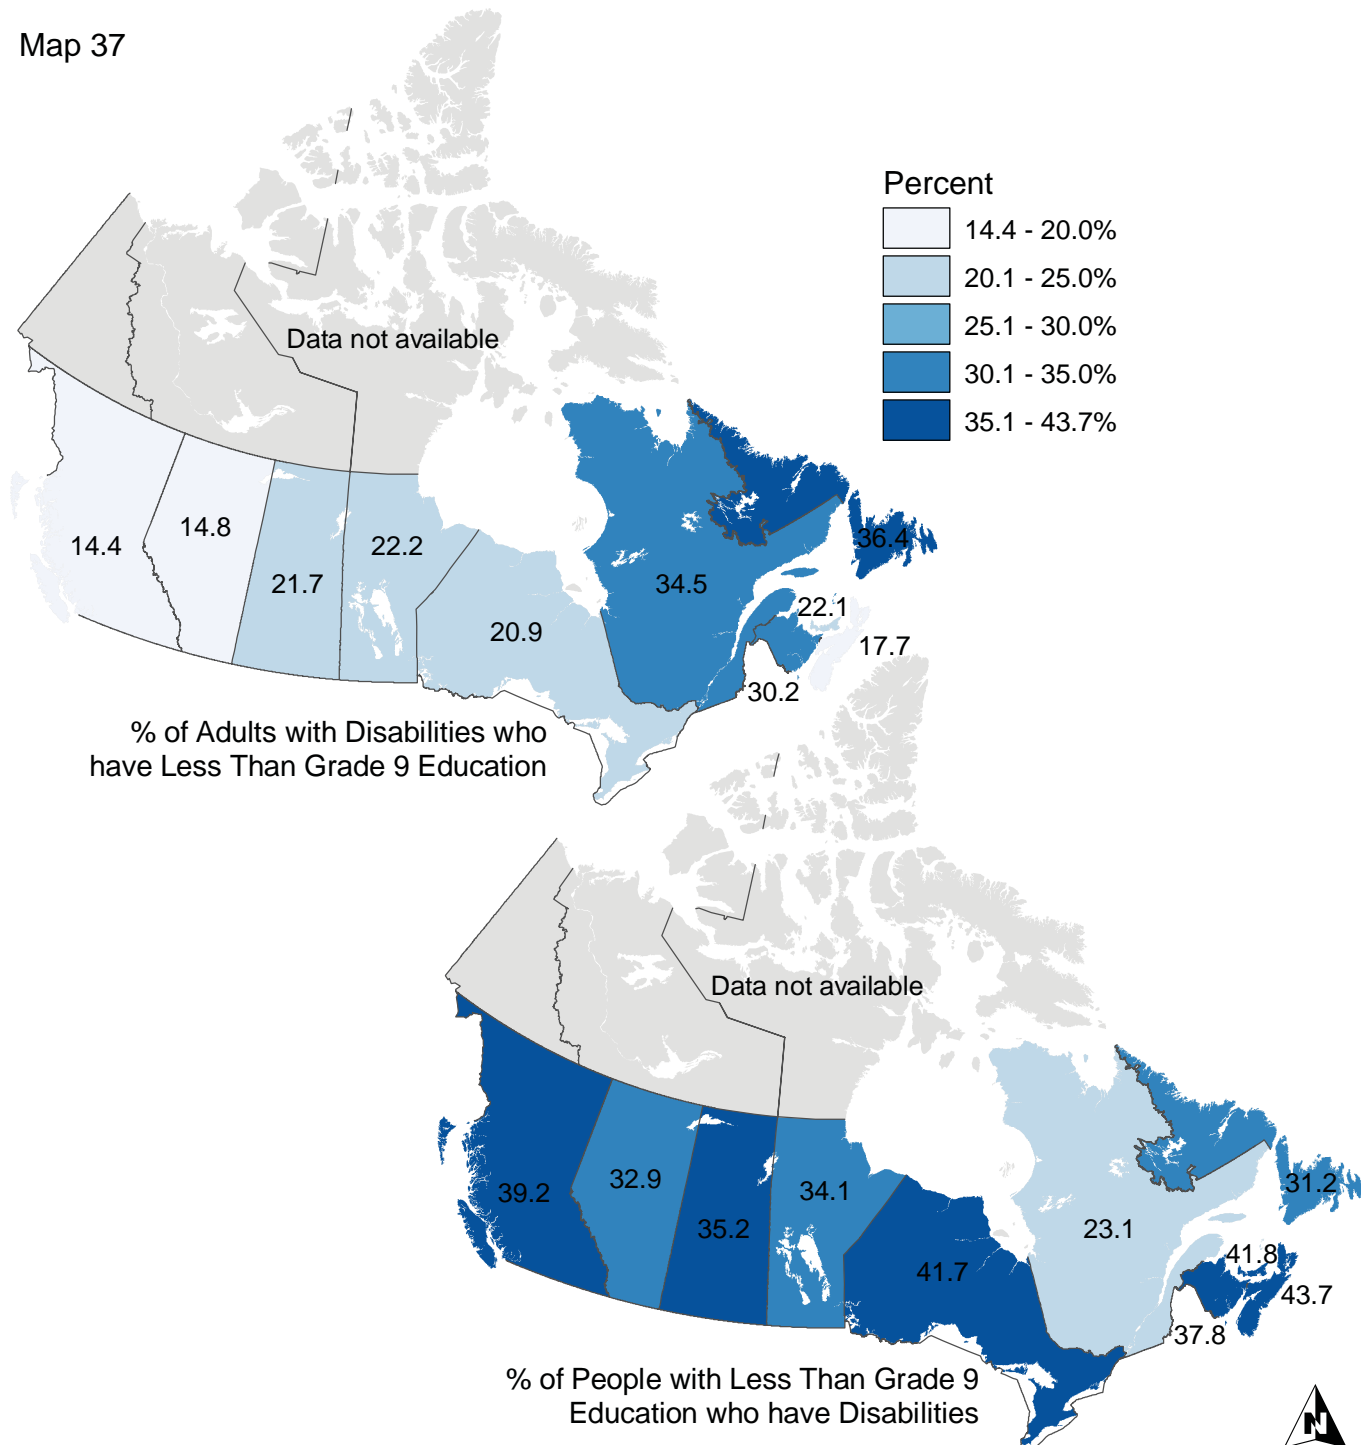 Map 37
Percent
14.4 - 20.0%
20.1 - 25.0%
25.1 - 30.0%
30.1 - 35.0%
35.1 - 43.7%
Data not available
14.4
14.8
21.7
22.2
20.9
34.5
36.4
22.1
17.7
30.2
% of Adults with Disabilities who
have Less Than Grade 9 Education
Data not available
39.2
32.9
35.2
34.1
41.7
23.1
31.2
41.8
43.7
37.8
% of People with Less Than Grade 9
Education who have Disabilities
N